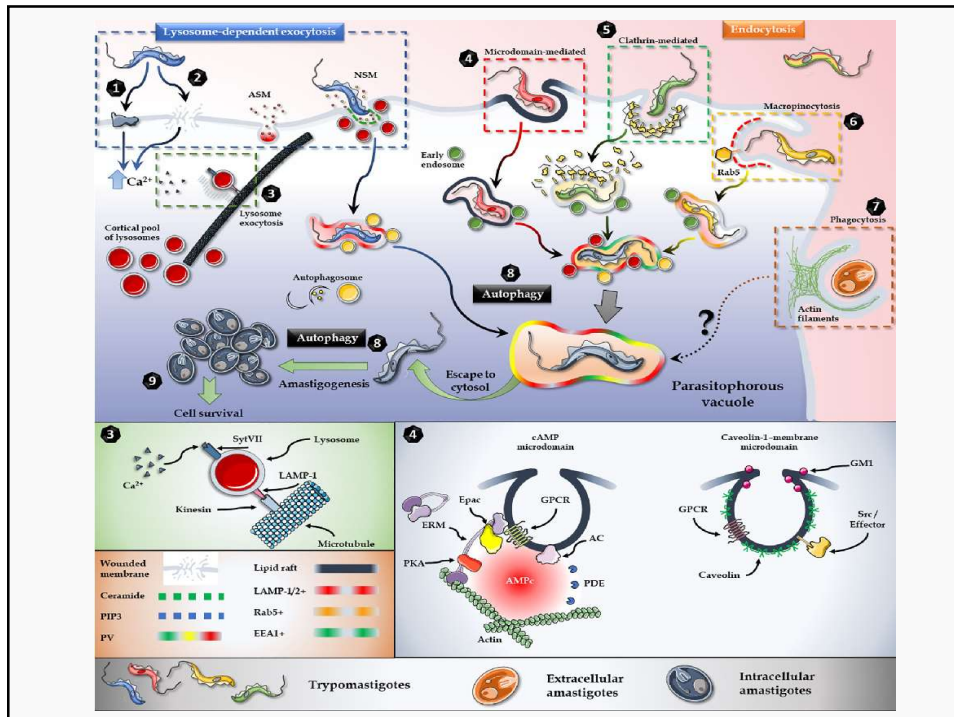 Lysosome-dependent exocytosis
Endocytosis
1
2
ASM
NSM
4
Microdomain-mediated
5
Clathrin-mediated
Macropinocytosis
6
Rab5
Ca2+
3
Lysosome
exocytosis
Early
endosome
7
Phagocytosis
Actin
filaments
Cortical pool
of lysosomes
Autophagosome
8
Autophagy
?
Autophagy
8
Escape to
cytosol
Amastigogenesis
9
Cell survival
Parasitophorous
vacuole
3
SytVII
Lysosome
Ca2+
LAMP-1
Kinesin
Microtubule
4
cAMP
microdomain
Epac
GPCR
ERM
AC
PKA
AMPc
PDE
Actin
Caveolin-1-membrane
microdomain
GM1
GPCR
Src/
Effector
Caveolin
Wounded
membrane
Ceramide
PIP3
PV
Lipid raft
LAMP-1/2+
Rab5+
EEA1+
Trypomastigotes
Extracellular
amastigotes
Intracellular
amastigotes